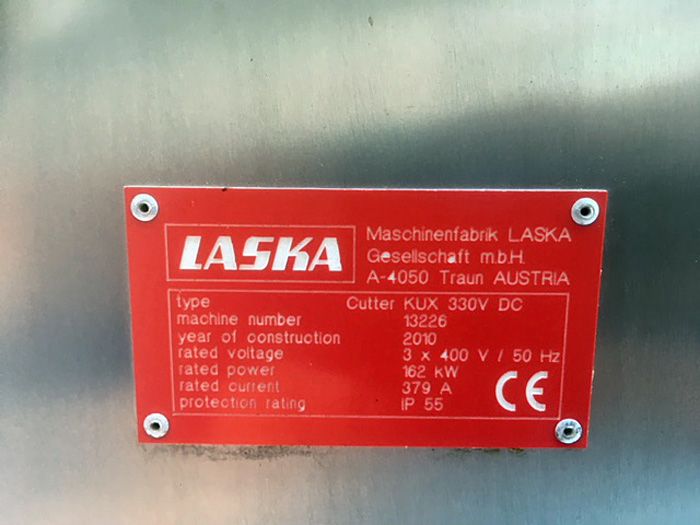 LASKA
Maschinenfabrik LASKA
Gesellschaft m.b.H.
A-4050 Traun AUSTRIA
type Cutter KUX 330V DC
machine number 13226
year of construction 2010
rated voltage 3 x 400 V / 50 Hz
rated power 162 kW
rated current 379 A
protection rating IP 55
CE